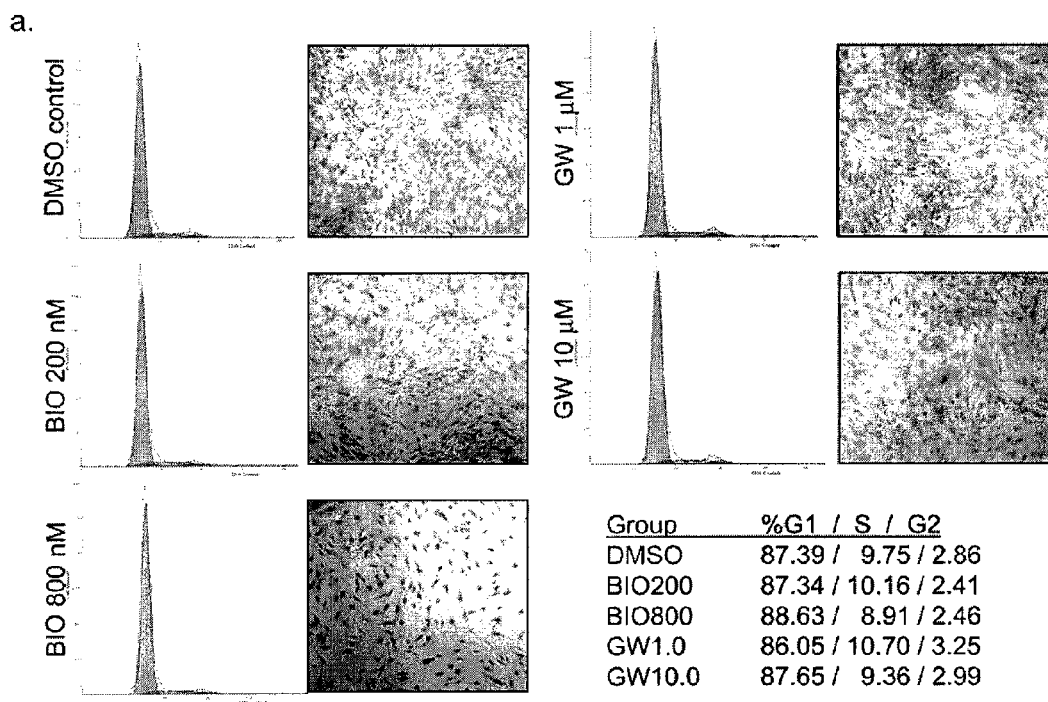 a.
DMSO control
GW 1 µM
BIO 200 nM
GW 10 µM
BIO 800 nM
Group %G1 / S / G2
DMSO 87.39 / 9.75 / 2.86
BIO200 87.34 / 10.16 / 2.41
BIO800 88.63 / 8.91 / 2.46
GW1.0 86.05 / 10.70 / 3.25
GW10.0 87.65 / 9.36 / 2.99